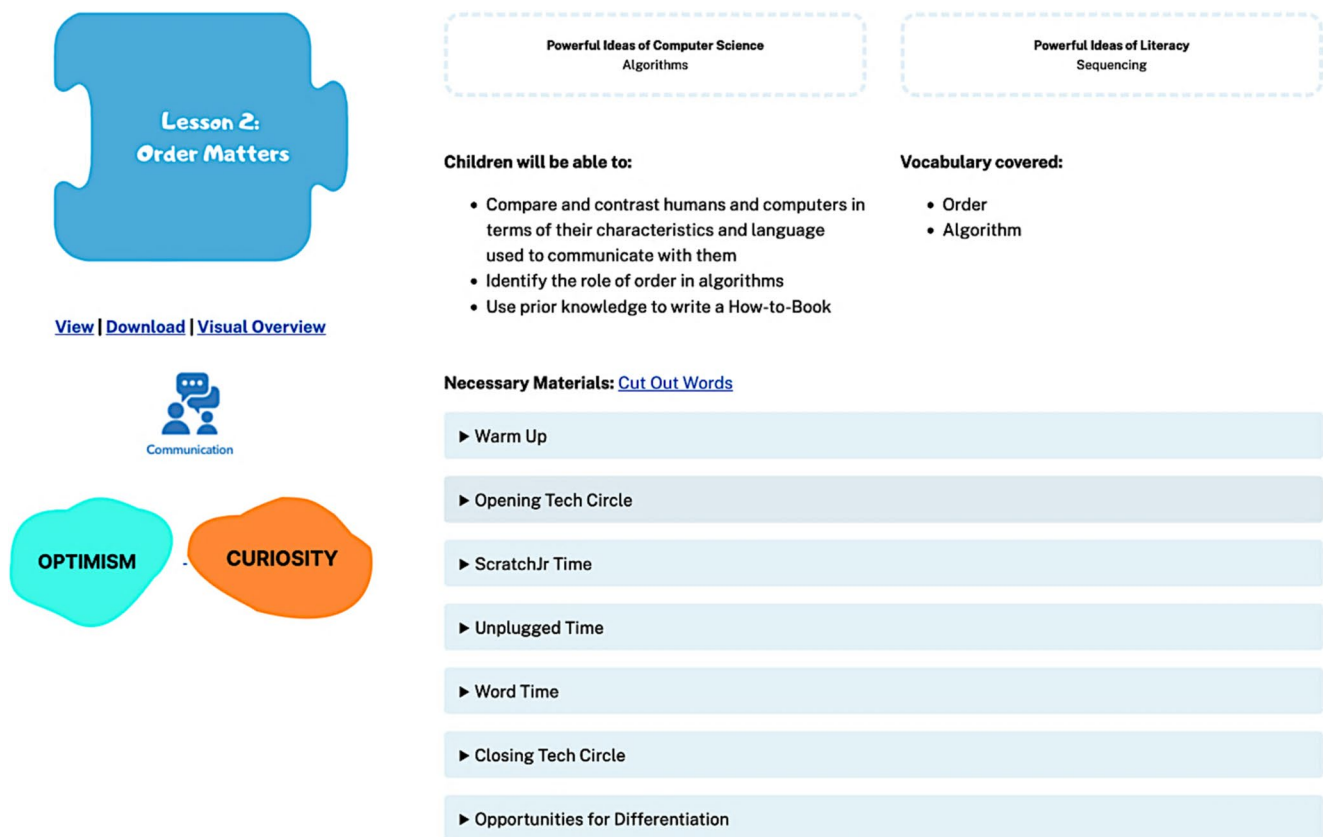 Lesson 2:
Order Matters
View | Download | Visual Overview
Communication
OPTIMISM - CURIOSITY
Powerful Ideas of Computer Science
Algorithms
Powerful Ideas of Literacy
Sequencing
Children will be able to:
• Compare and contrast humans and computers in
terms of their characteristics and language
used to communicate with them
• Identify the role of order in algorithms
• Use prior knowledge to write a How-to-Book
Vocabulary covered:
• Order
• Algorithm
Necessary Materials: Cut Out Words
▶ Warm Up
▶ Opening Tech Circle
▶ ScratchJr Time
▶ Unplugged Time
▶ Word Time
▶ Closing Tech Circle
▶ Opportunities for Differentiation